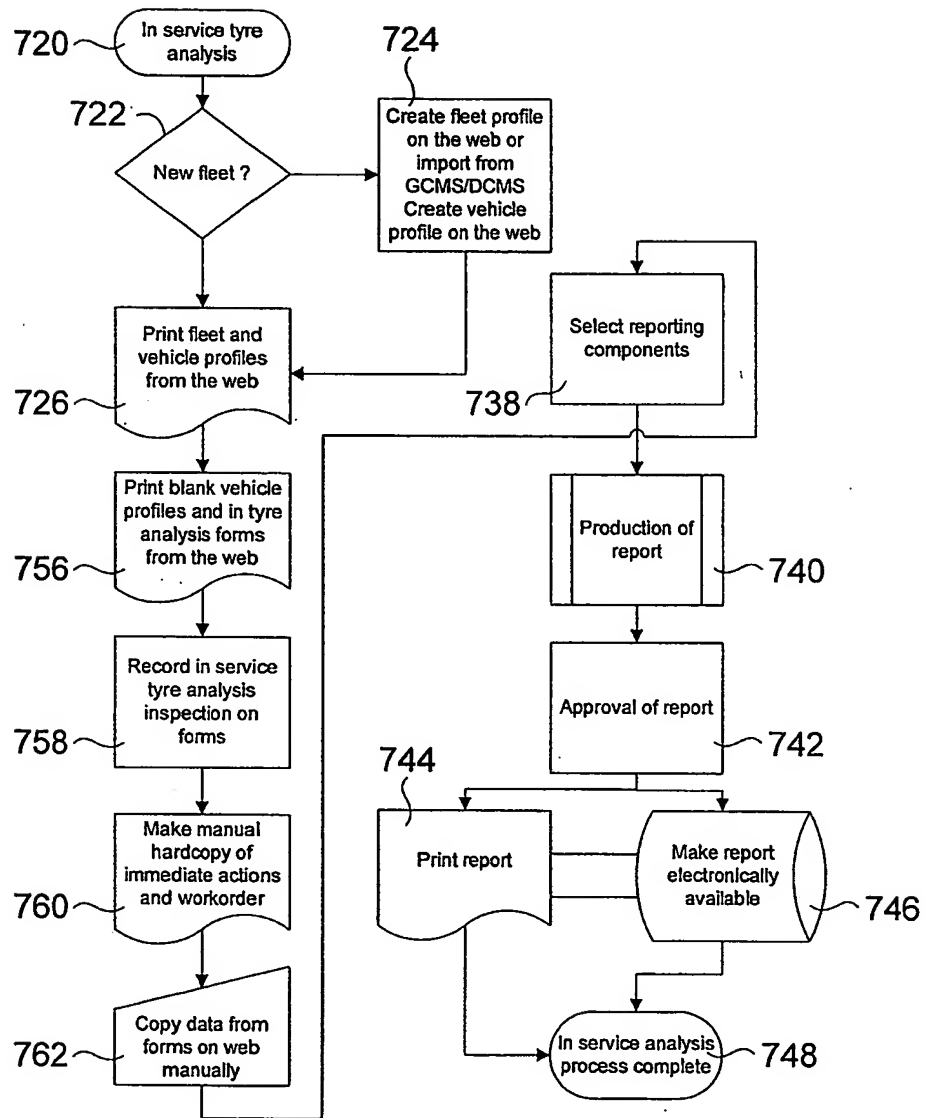 720
In service tyre
analysis
722
New fleet ?
724
Create fleet profile
on the web or
import from
GCMS/DCMS
Create vehicle
profile on the web
Print fleet and
vehicle profiles
from the web
726
Print blank vehicle
profiles and in tyre
analysis forms
from the web
756
Record in service
tyre analysis
inspection on
forms
758
Make manual
hardcopy of
immediate actions
and workorder
760
Copy data from
forms on web
manually
762
Select reporting
components
738
Production of
report
740
Approval of report
742
744
Print report
Make report
electronically
available
746
In service analysis
process complete
748